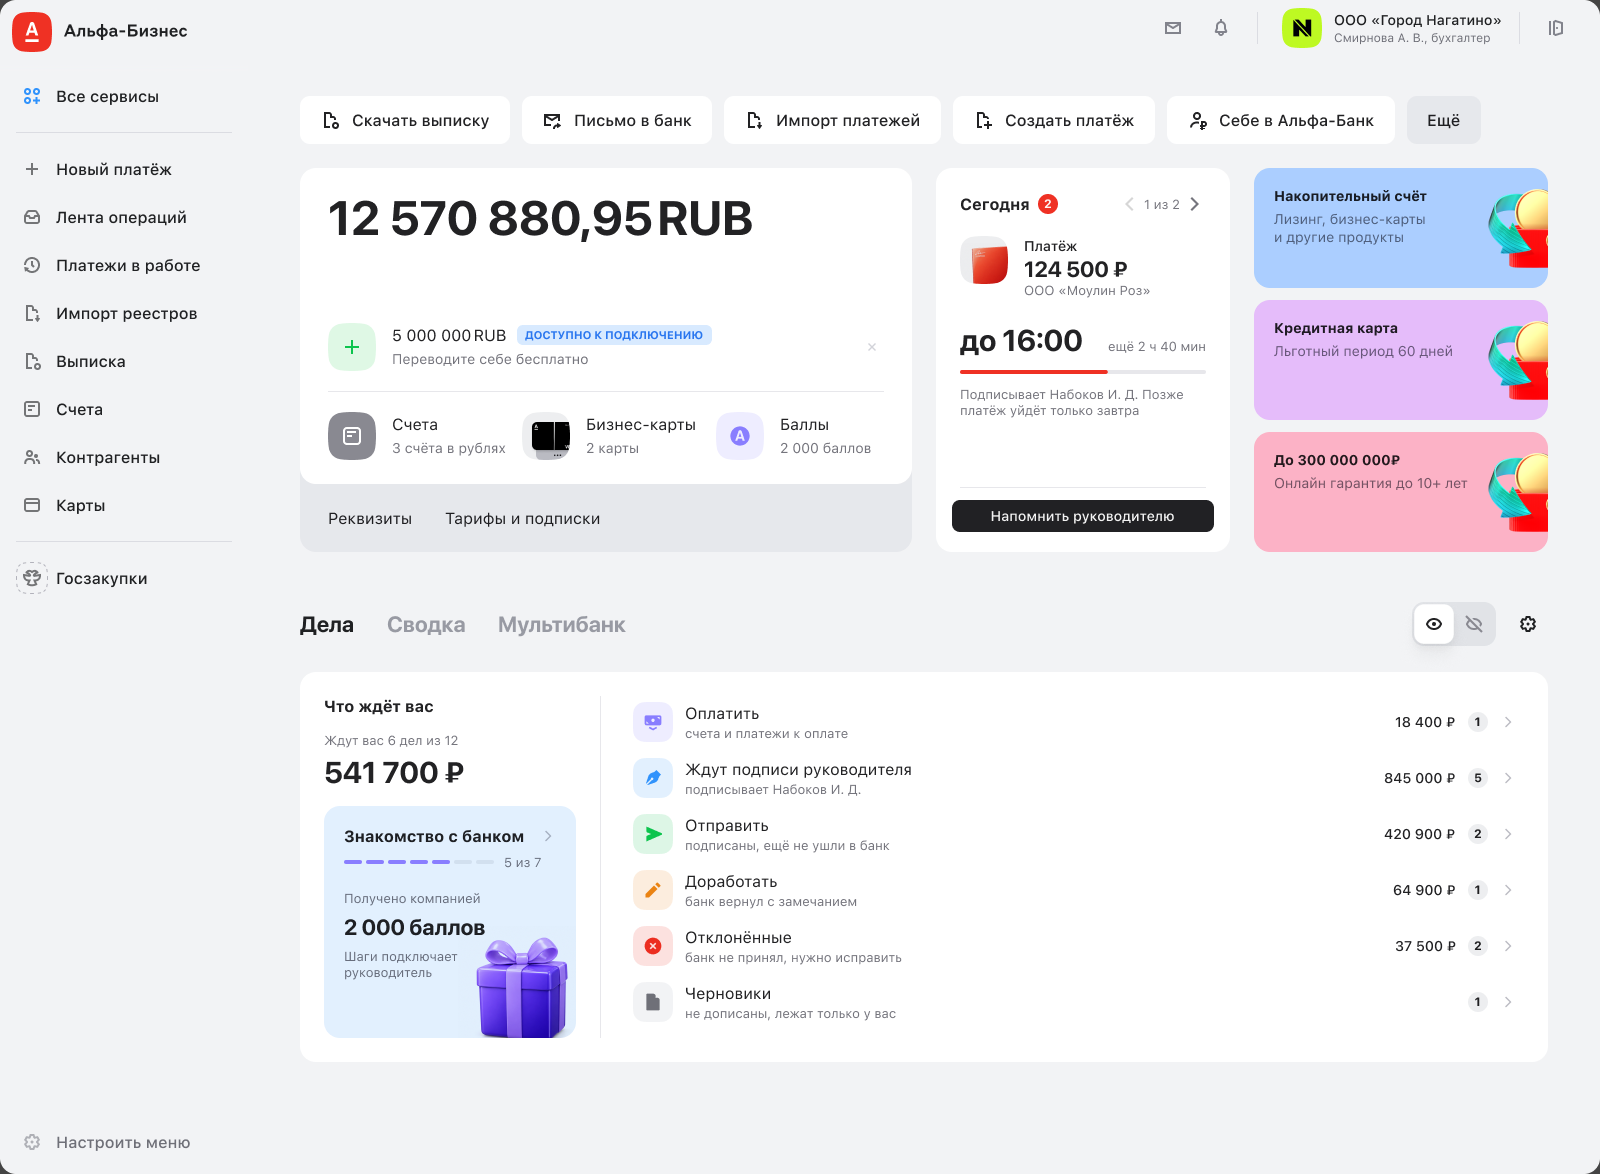 Альфа-Бизнес
ООО «Город Нагатино»
Смирнова А. В., бухгалтер
Все сервисы
Новый платёж
Лента операций
Платежи в работе
Импорт реестров
Выписка
Счета
Контрагенты
Карты
Госзакупки
Настроить меню
Скачать выписку
Письмо в банк
Импорт платежей
Создать платёж
Себе в Альфа-Банк
Ещё
12 570 880,95 RUB
5 000 000 RUB
ДОСТУПНО К ПОДКЛЮЧЕНИЮ
Переводите себе бесплатно
Счета
3 счёта в рублях
Бизнес-карты
2 карты
Баллы
2 000 баллов
Реквизиты
Тарифы и подписки
Сегодня 2
1 из 2
Платёж
124 500 ₽
ООО «Моулин Роз»
до 16:00
ещё 2 ч 40 мин
Подписывает Набоков И. Д. Позже
платёж уйдёт только завтра
Напомнить руководителю
Накопительный счёт
Лизинг, бизнес-карты
и другие продукты
Кредитная карта
Льготный период 60 дней
До 300 000 000₽
Онлайн гарантия до 10+ лет
Дела
Сводка
Мультибанк
Что ждёт вас
Ждут вас 6 дел из 12
541 700 ₽
Знакомство с банком
5 из 7
Получено компанией
2 000 баллов
Шаги подключает
руководитель
Оплатить
счета и платежи к оплате
18 400 ₽ 1
Ждут подписи руководителя
подписывает Набоков И. Д.
845 000 ₽ 5
Отправить
подписаны, ещё не ушли в банк
420 900 ₽ 2
Доработать
банк вернул с замечанием
64 900 ₽ 1
Отклонённые
банк не принял, нужно исправить
37 500 ₽ 2
Черновики
не дописаны, лежат только у вас
1